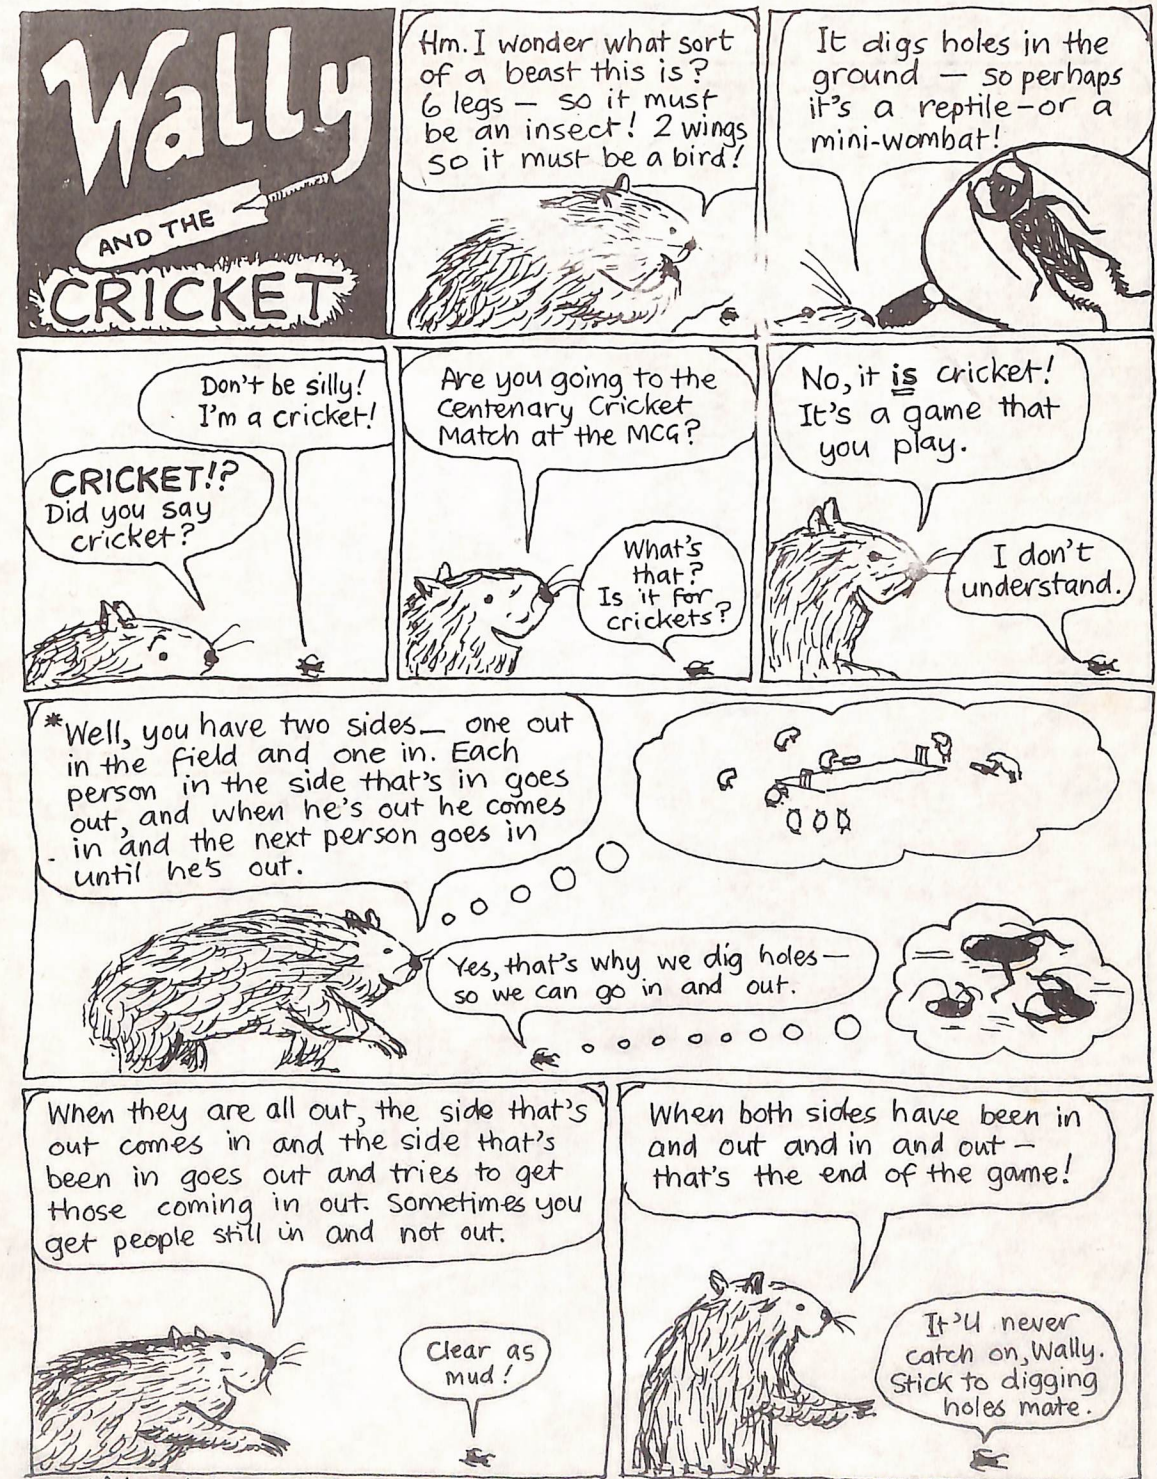 Wally
AND THE
CRICKET
Hm. I wonder what sort
of a beast this is?
6 legs — so it must
be an insect! 2 wings
so it must be a bird!
It digs holes in the
ground — so perhaps
it's a reptile – or a
mini-wombat!
Don't be silly!
I'm a cricket!
CRICKET!?
Did you say
cricket?
Are you going to the
Centenary Cricket
Match at the MCG?
What's
that?
Is it for
crickets?
No, it is cricket!
It's a game that
you play.
I don't
understand.
*Well, you have two sides — one out
in the field and one in. Each
person in the side that's in goes
out, and when he's out he comes
in and the next person goes in
until he's out.
Yes, that's why we dig holes —
so we can go in and out.
When they are all out, the side that's
out comes in and the side that's
been in goes out and tries to get
those coming in out. Sometimes you
get people still in and not out.
Clear as
mud!
When both sides have been in
and out and in and out —
that's the end of the game!
It'll never
catch on, Wally.
Stick to digging
holes mate.